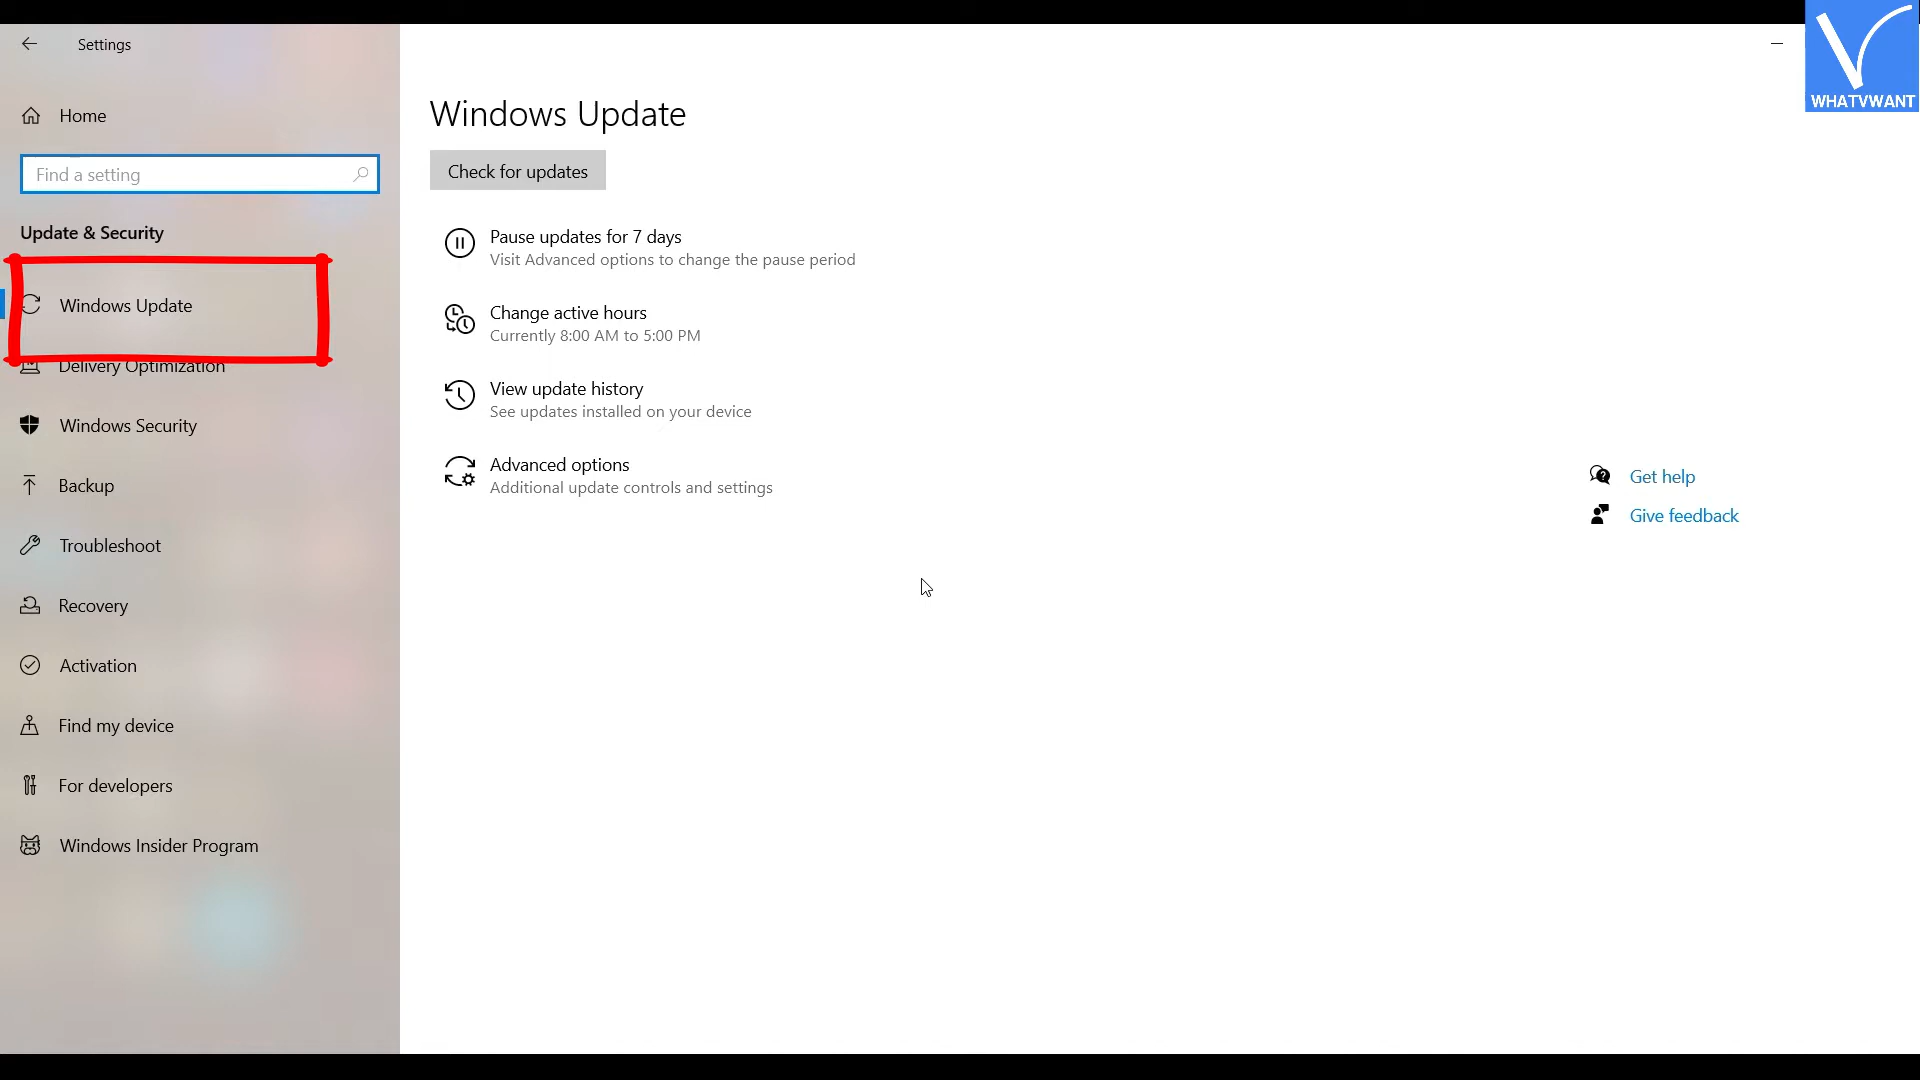 Settings
Home
Find a setting
Update & Security
Windows Update
Delivery Optimization
Windows Security
Backup
Troubleshoot
Recovery
Activation
Find my device
For developers
Windows Insider Program
Windows Update
Check for updates
Pause updates for 7 days
Visit Advanced options to change the pause period
Change active hours
Currently 8:00 AM to 5:00 PM
View update history
See updates installed on your device
Advanced options
Additional update controls and settings
Get help
Give feedback
WHATVWANT